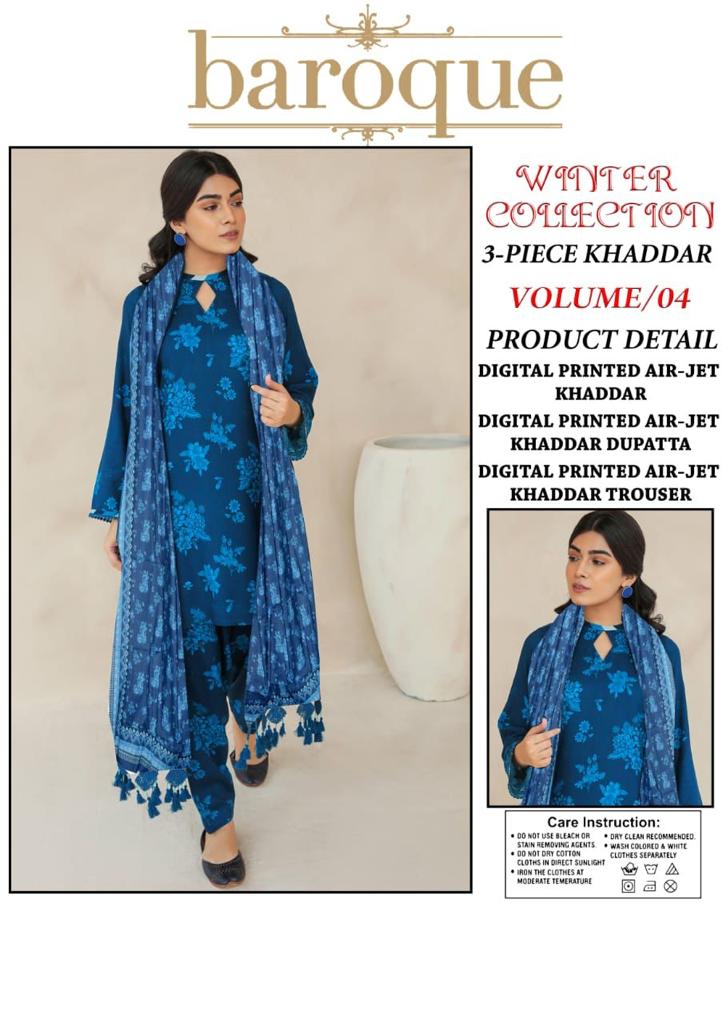 baroque
WINTER
COLLECTION
3-PIECE KHADDAR
VOLUME/04
PRODUCT DETAIL
DIGITAL PRINTED AIR-JET
KHADDAR
DIGITAL PRINTED AIR-JET
KHADDAR DUPATTA
DIGITAL PRINTED AIR-JET
KHADDAR TROUSER
Care Instruction:
• DO NOT USE BLEACH OR
STAIN REMOVING AGENTS.
• DO NOT DRY COTTON
CLOTHS IN DIRECT SUNLIGHT
• IRON THE CLOTHES AT
MODERATE TEMERATURE
• DRY CLEAN RECOMMENDED.
• WASH COLORED & WHITE
CLOTHES SEPARATELY